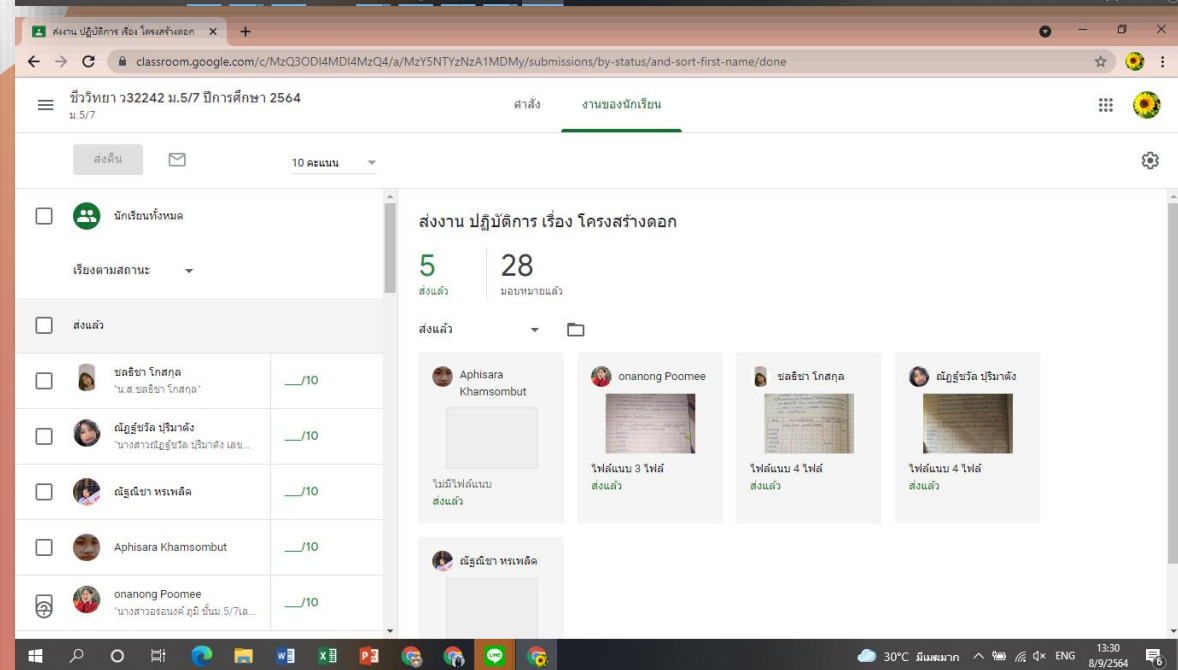 ส่งงาน ปฏิบัติการ เรื่อง โครงสร้างดอก
classroom.google.com/c/MzQ3ODI4MDI4MzQ4/a/MzY5NTYzNzA1MDMy/submissions/by-status/and-sort-first-name/done
ชีววิทยา ว32242 ม.5/7 ปีการศึกษา 2564
ม.5/7
คำสั่ง
งานของนักเรียน
ส่งคืน
10 คะแนน
นักเรียนทั้งหมด
เรียงตามสถานะ
ส่งแล้ว
ชลธิชา โกสกุล
"น.ส.ชลธิชา โกสกุล"
__/10
ณัฏฐ์ชวัล ปุริมาตัง
"นางสาวณัฏฐ์ชวัล ปุริมาตัง เลข...
__/10
ณัฐณิชา หรเพลิด
__/10
Aphisara Khamsombut
__/10
onanong Poomee
"นางสาวอรอนงค์ ภูมี ชั้นม.5/7เล...
__/10
ส่งงาน ปฏิบัติการ เรื่อง โครงสร้างดอก
5
ส่งแล้ว
28
มอบหมายแล้ว
ส่งแล้ว
Aphisara
Khamsombut
ไม่มีไฟล์แนบ
ส่งแล้ว
onanong Poomee
ไฟล์แนบ 3 ไฟล์
ส่งแล้ว
ชลธิชา โกสกุล
ไฟล์แนบ 4 ไฟล์
ส่งแล้ว
ณัฏฐ์ชวัล ปุริมาตัง
ไฟล์แนบ 4 ไฟล์
ส่งแล้ว
ณัฐณิชา หรเพลิด
30°C มีเมฆมาก
ENG
13:30
8/9/2564